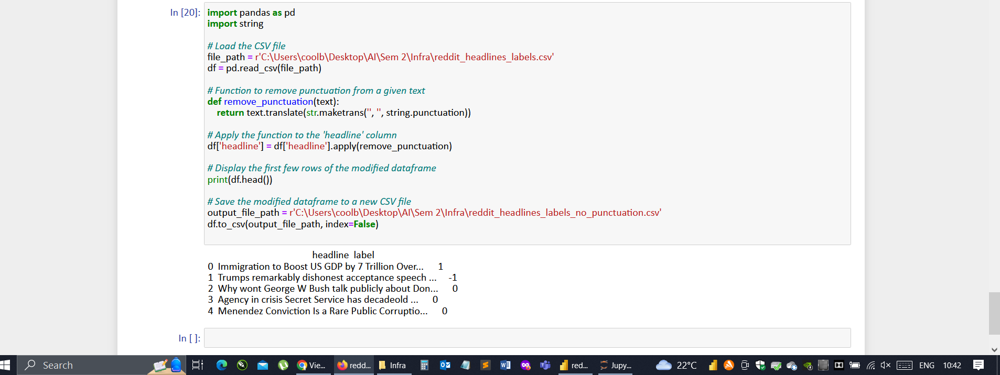 In [20]:
import pandas as pd
import string
# Load the CSV file
file_path = r'C:\Users\coolb\Desktop\AI\Sem 2\Infra\reddit_headlines_labels.csv'
df = pd.read_csv(file_path)
# Function to remove punctuation from a given text
def remove_punctuation(text):
    return text.translate(str.maketrans('', '', string.punctuation))
# Apply the function to the 'headline' column
df['headline'] = df['headline'].apply(remove_punctuation)
# Display the first few rows of the modified dataframe
print(df.head())
# Save the modified dataframe to a new CSV file
output_file_path = r'C:\Users\coolb\Desktop\AI\Sem 2\Infra\reddit_headlines_labels_no_punctuation.csv'
df.to_csv(output_file_path, index=False)
headline label
0 Immigration to Boost US GDP by 7 Trillion Over... 1
1 Trumps remarkably dishonest acceptance speech ... -1
2 Why wont George W Bush talk publicly about Don... 0
3 Agency in crisis Secret Service has decadeold ... 0
4 Menendez Conviction Is a Rare Public Corruptio... 0
In [ ]:
Search Vie... redd... Infra red... Jupy... 22°C ENG 10:42